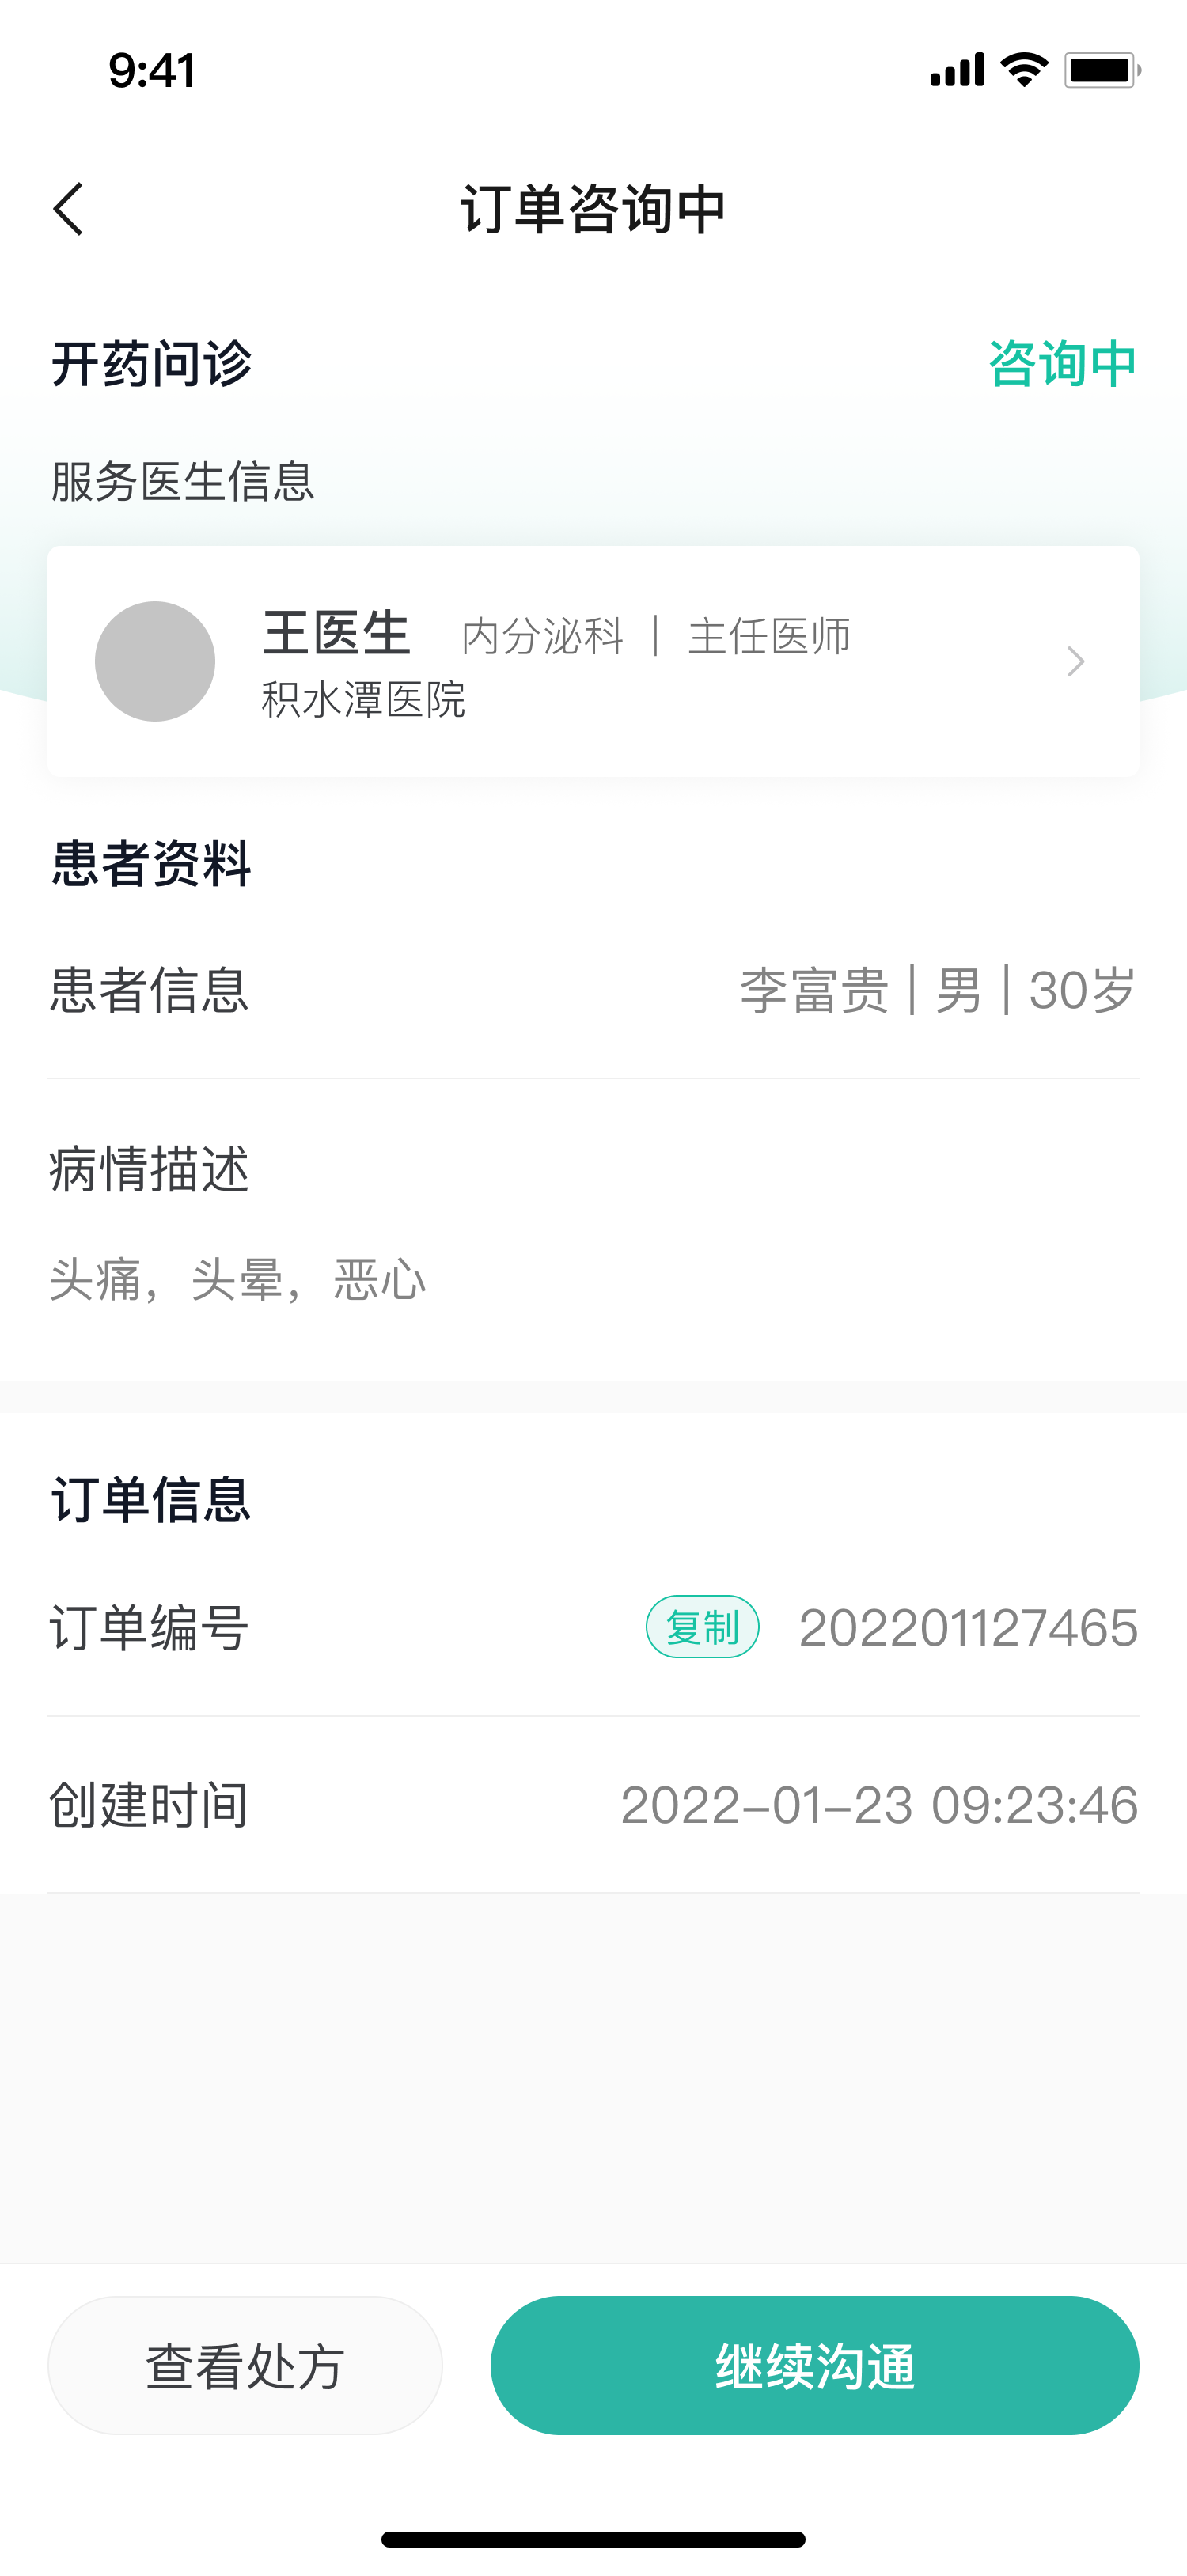 9:41
订单咨询中
开药问诊 咨询中
服务医生信息
王医生 内分泌科 | 主任医师
积水潭医院
患者资料
患者信息 李富贵 | 男 | 30岁
病情描述
头痛，头晕，恶心
订单信息
订单编号 复制 202201127465
创建时间 2022-01-23 09:23:46
查看处方 继续沟通